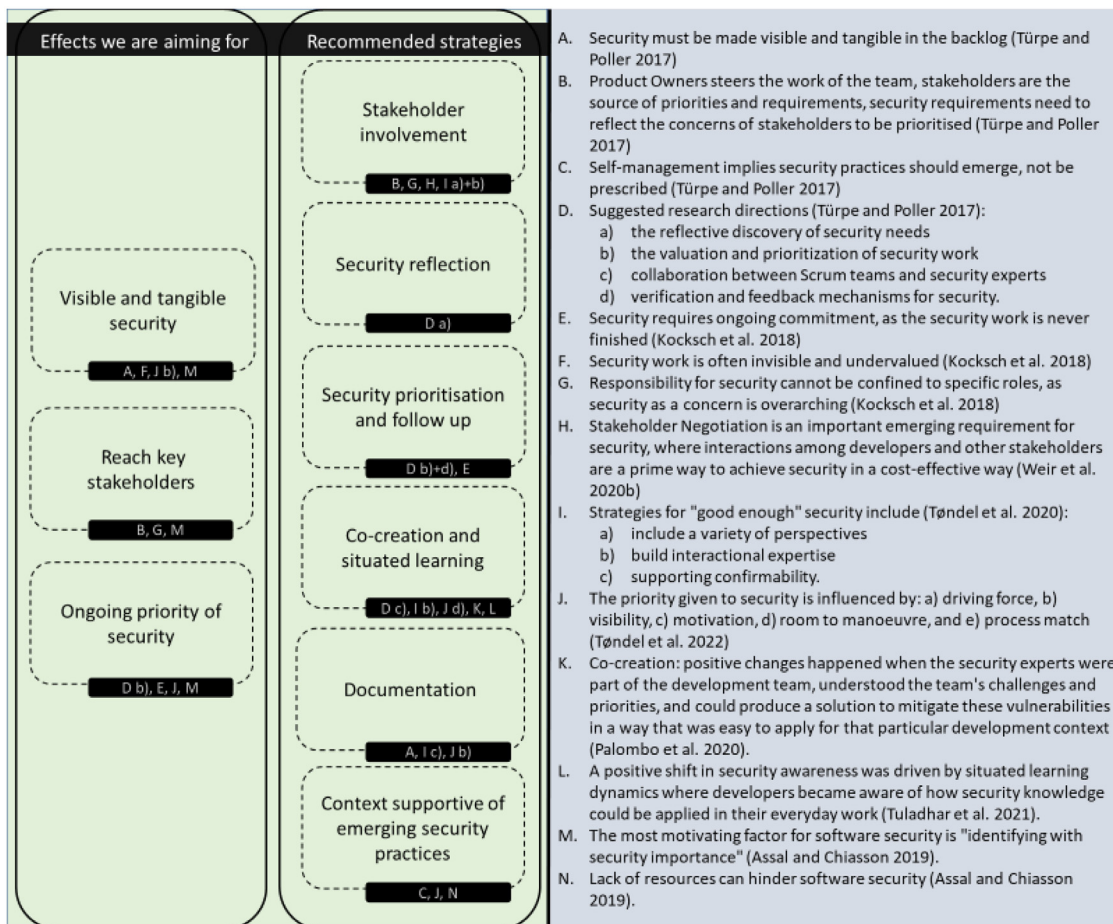 Effects we are aiming for
Visible and tangible
security
A, F, J b), M
Reach key
stakeholders
B, G, M
Ongoing priority of
security
D b), E, J, M
Recommended strategies
Stakeholder
involvement
B, G, H, I a)+b)
Security reflection
D a)
Security prioritisation
and follow up
D b)+d), E
Co-creation and
situated learning
D c), I b), J d), K, L
Documentation
A, I c), J b)
Context supportive of
emerging security
practices
C, J, N
A. Security must be made visible and tangible in the backlog (Türpe and
Poller 2017)
B. Product Owners steers the work of the team, stakeholders are the
source of priorities and requirements, security requirements need to
reflect the concerns of stakeholders to be prioritised (Türpe and Poller
2017)
C. Self-management implies security practices should emerge, not be
prescribed (Türpe and Poller 2017)
D. Suggested research directions (Türpe and Poller 2017):
a) the reflective discovery of security needs
b) the valuation and prioritization of security work
c) collaboration between Scrum teams and security experts
d) verification and feedback mechanisms for security.
E. Security requires ongoing commitment, as the security work is never
finished (Kocksch et al. 2018)
F. Security work is often invisible and undervalued (Kocksch et al. 2018)
G. Responsibility for security cannot be confined to specific roles, as
security as a concern is overarching (Kocksch et al. 2018)
H. Stakeholder Negotiation is an important emerging requirement for
security, where interactions among developers and other stakeholders
are a prime way to achieve security in a cost-effective way (Weir et al.
2020b)
I. Strategies for "good enough" security include (Tøndel et al. 2020):
a) include a variety of perspectives
b) build interactional expertise
c) supporting confirmability.
J. The priority given to security is influenced by: a) driving force, b)
visibility, c) motivation, d) room to manoeuvre, and e) process match
(Tøndel et al. 2022)
K. Co-creation: positive changes happened when the security experts were
part of the development team, understood the team's challenges and
priorities, and could produce a solution to mitigate these vulnerabilities
in a way that was easy to apply for that particular development context
(Palombo et al. 2020).
L. A positive shift in security awareness was driven by situated learning
dynamics where developers became aware of how security knowledge
could be applied in their everyday work (Tuladhar et al. 2021).
M. The most motivating factor for software security is "identifying with
security importance" (Assal and Chiasson 2019).
N. Lack of resources can hinder software security (Assal and Chiasson
2019).